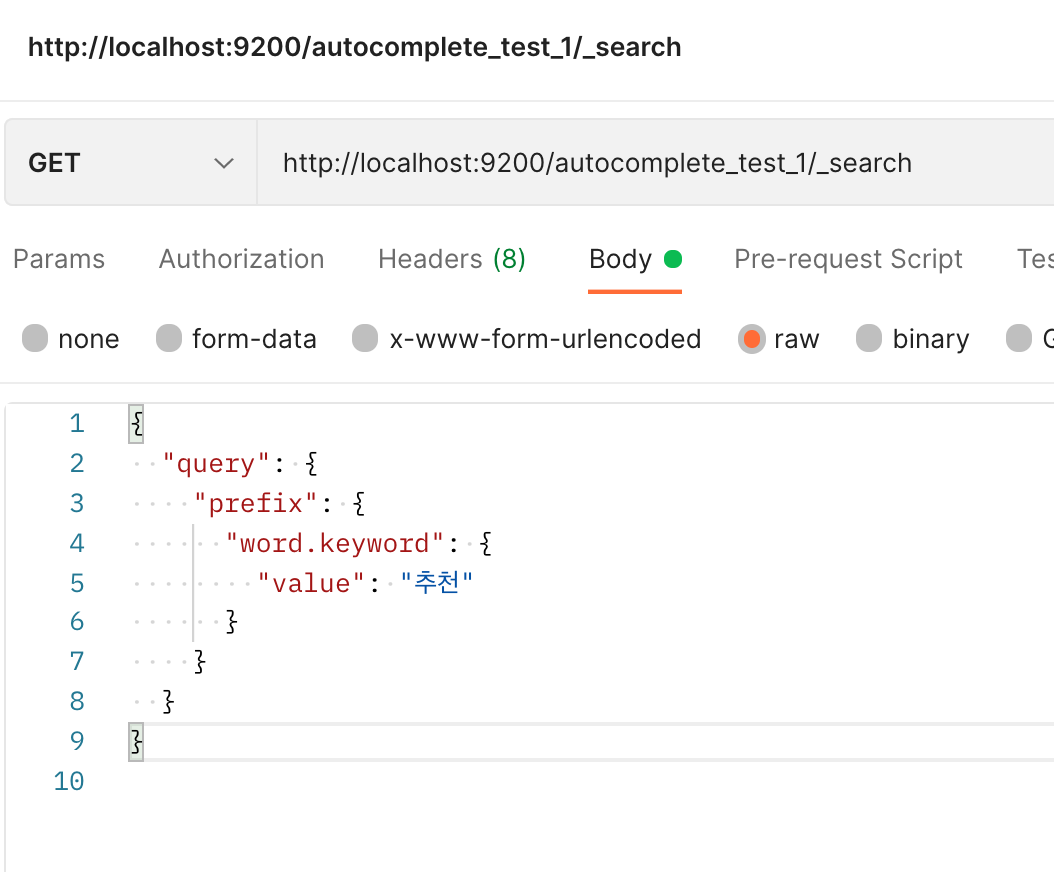 http://localhost:9200/autocomplete_test_1/_search
GET http://localhost:9200/autocomplete_test_1/_search
Params Authorization Headers (8) Body Pre-request Script Tes
none form-data x-www-form-urlencoded raw binary G
1 {
2 "query": {
3 "prefix": {
4 "word.keyword": {
5 "value": "추천"
6 }
7 }
8 }
9 }
10